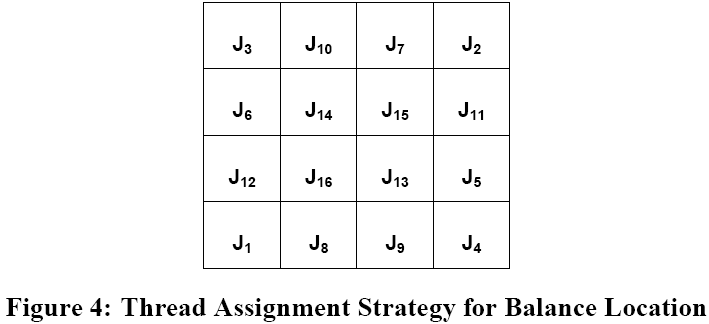 J3 J10 J7 J2
J6 J14 J15 J11
J12 J16 J13 J5
J1 J8 J9 J4
Figure 4: Thread Assignment Strategy for Balance Location